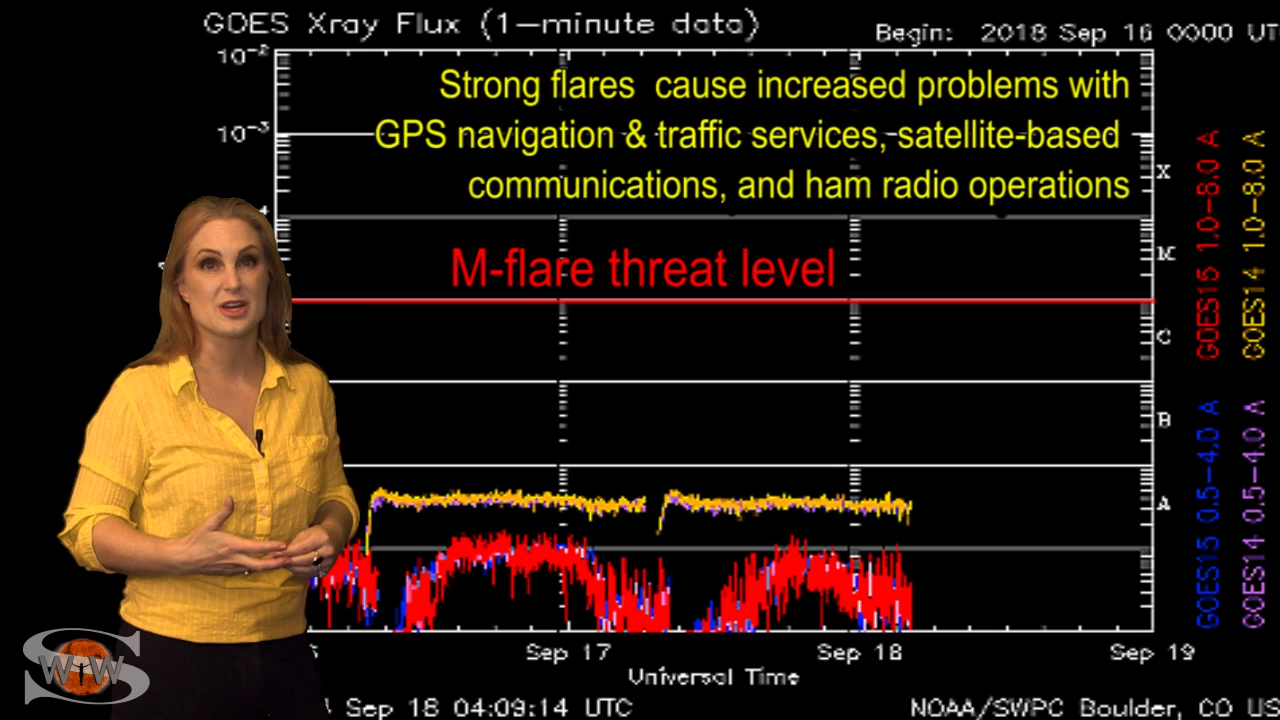 GOES Xray Flux (1-minute data)
Begin: 2018 Sep 16 0000 UT
10-2
Strong flares cause increased problems with
10-3
GPS navigation & traffic services, satellite-based
X
communications, and ham radio operations
M-flare threat level
M
C
B
A
GOES15 1.0-8.0 A
GOES14 1.0-8.0 A
GOES15 0.5-4.0 A
GOES14 0.5-4.0 A
Sep 17
Sep 18
Sep 19
Universal Time
Sep 18 04:09:14 UTC
NOAA/SWPC Boulder, CO US
S
WTW